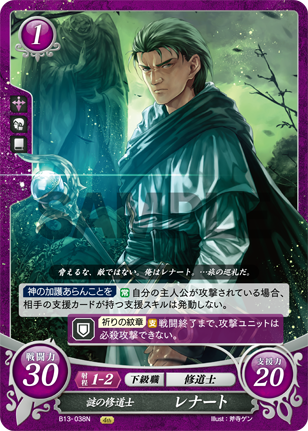 1
SAMPLE
脅えるな、敵ではない。俺はレナート。…旅の巡礼だ。
神の加護あらんことを 常 自分の主人公が攻撃されている場合、
相手の支援カードが持つ支援スキルは発動しない。
祈りの紋章 支 戦闘終了まで、攻撃ユニットは
必殺攻撃できない。
戦闘力 30 射程 1-2 下級職 修道士 支援力 20
謎の修道士 レナート
B13-038N 4th Illust:斧寺ゲン